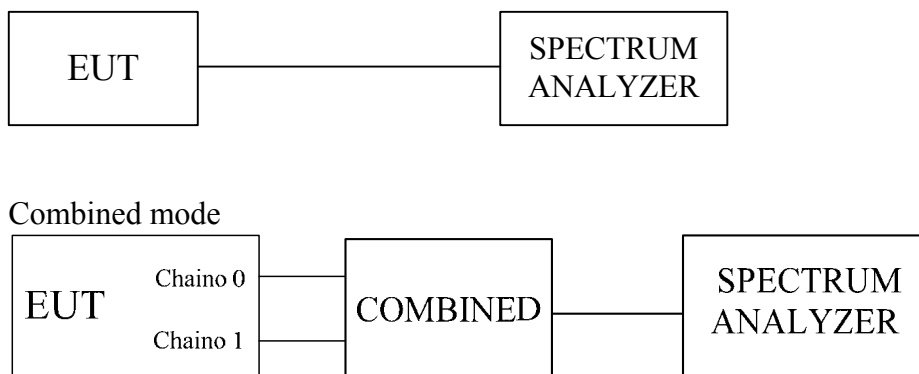 EUT
SPECTRUM
ANALYZER
Combined mode
EUT
Chaino 0
Chaino 1
COMBINED
SPECTRUM
ANALYZER